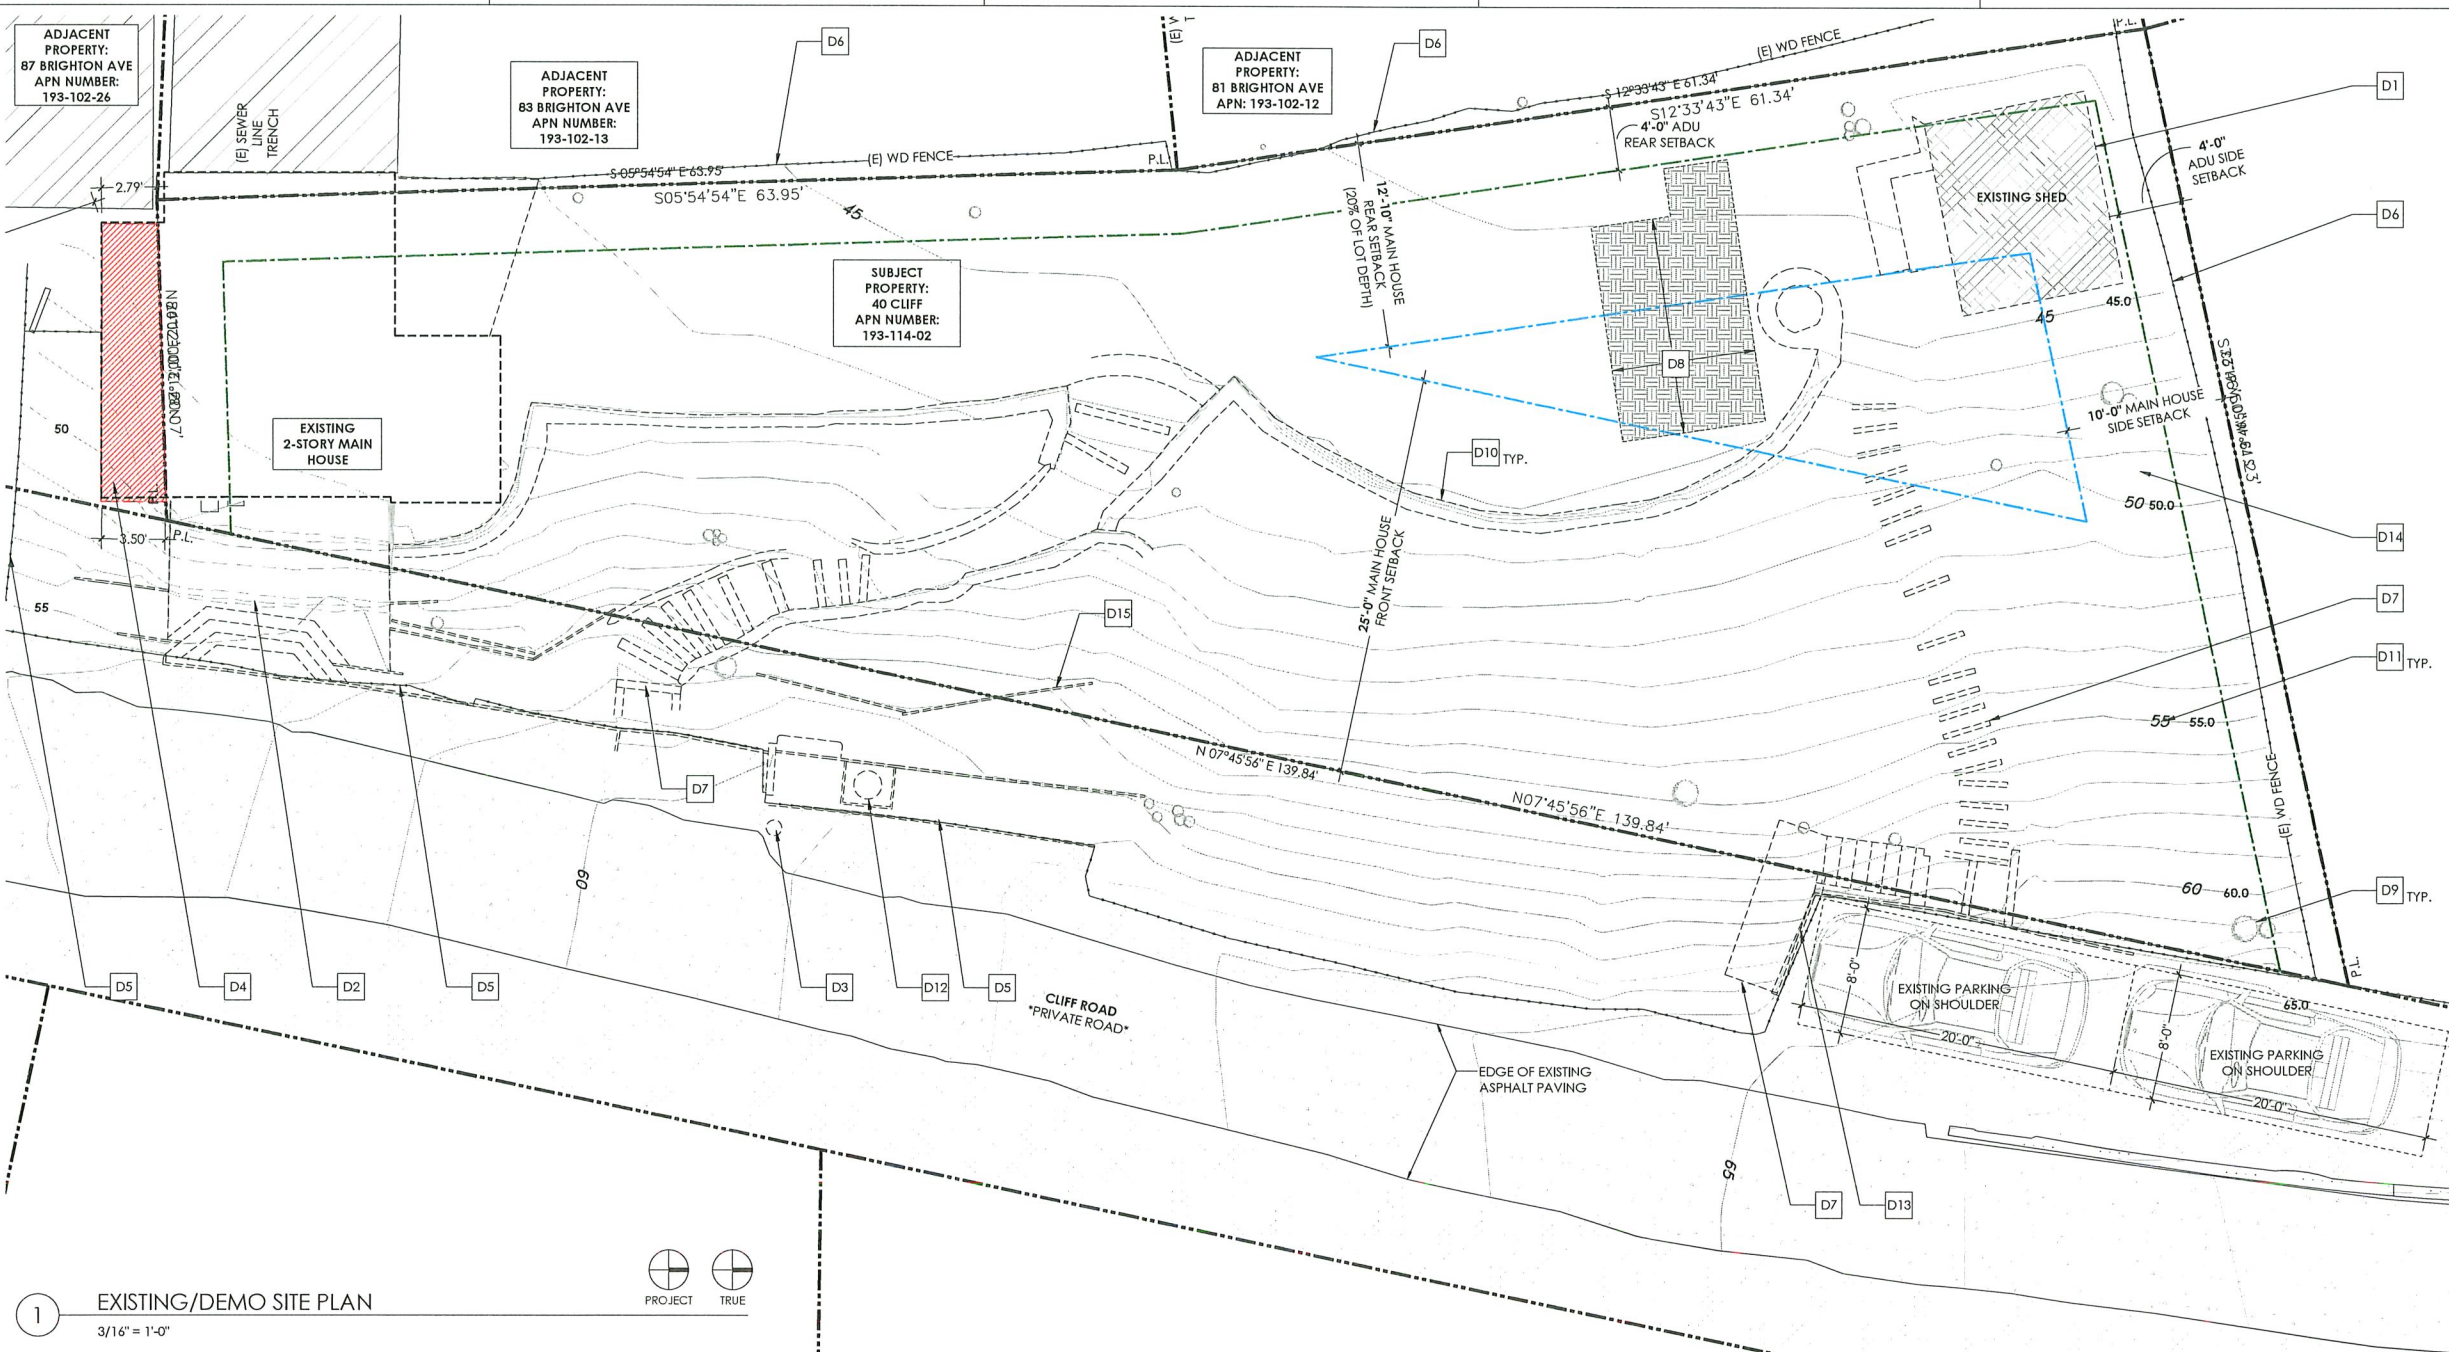 ADJACENT
PROPERTY:
87 BRIGHTON AVE
APN NUMBER:
193-102-26
(E) SEWER
LINE
TRENCH
ADJACENT
PROPERTY:
83 BRIGHTON AVE
APN NUMBER:
193-102-13
D6
ADJACENT
PROPERTY:
81 BRIGHTON AVE
APN: 193-102-12
D6
(E) WD FENCE
P.L.
D1
S 12°33'43" E 61.34'
S12°33'43"E 61.34'
4'-0" ADU
REAR SETBACK
4'-0"
ADU SIDE
SETBACK
(E) WD FENCE
P.L.
2.79'
S 05°54'54" E 63.95'
S05°54'54"E 63.95'
45
12'-10" MAIN HOUSE
REAR SETBACK
(20% OF LOT DEPTH)
EXISTING SHED
D6
SUBJECT
PROPERTY:
40 CLIFF
APN NUMBER:
193-114-02
45.0
45
D8
10'-0" MAIN HOUSE
SIDE SETBACK
50
EXISTING
2-STORY MAIN
HOUSE
D10 TYP.
50 50.0
P.L.
3.50'
P.L.
D14
25'-0" MAIN HOUSE
FRONT SETBACK
55
D15
D7
D11 TYP.
55 55.0
N 07°45'56" E 139.84'
N07°45'56"E 139.84'
D7
(E) WD FENCE
60
60 60.0
D9 TYP.
P.L.
D5
D4
D2
D5
D3
D12
D5
CLIFF ROAD
*PRIVATE ROAD*
8'-0"
EXISTING PARKING
ON SHOULDER
20'-0"
65.0
8'-0"
EXISTING PARKING
ON SHOULDER
20'-0"
EDGE OF EXISTING
ASPHALT PAVING
65
D7
D13
PROJECT
TRUE
1
EXISTING/DEMO SITE PLAN
3/16" = 1'-0"